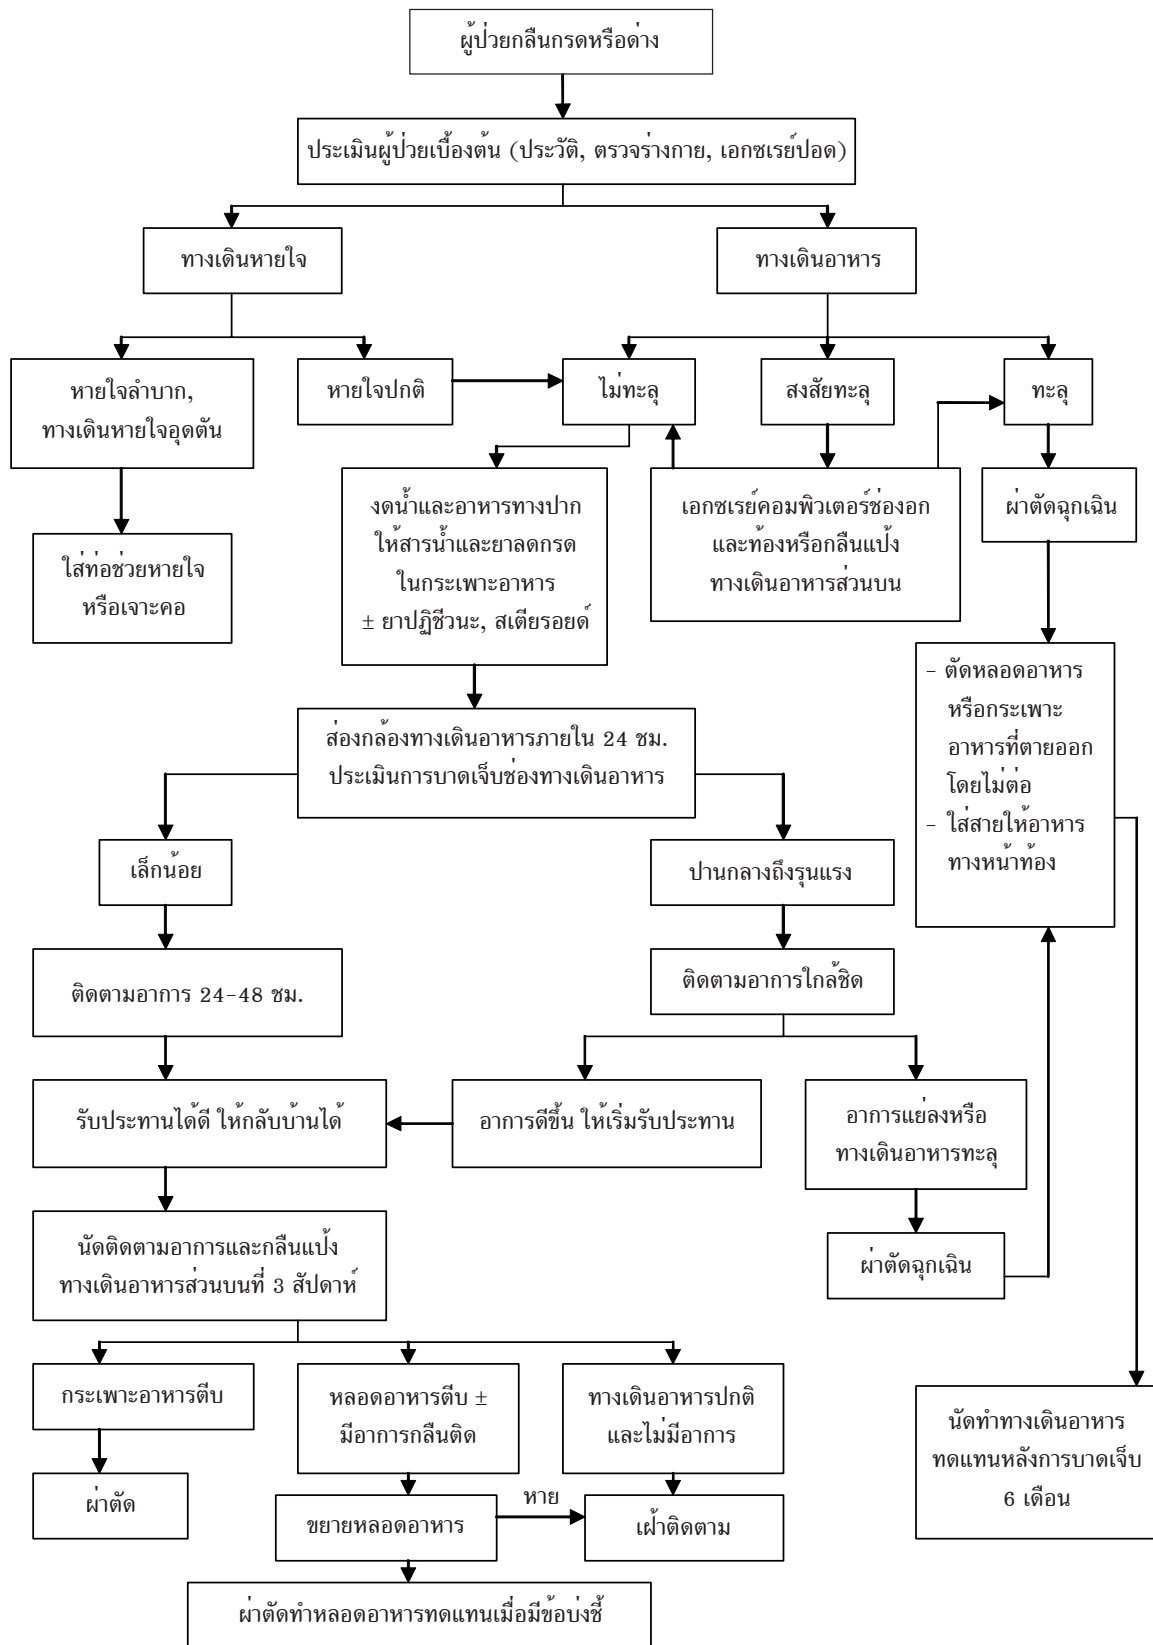 ผู้ป่วยกลืนกรดหรือด่าง
ประเมินผู้ป่วยเบื้องต้น (ประวัติ, ตรวจร่างกาย, เอกซเรย์ปอด)
ทางเดินหายใจ
ทางเดินอาหาร
หายใจลำบาก,
ทางเดินหายใจอุดตัน
หายใจปกติ
ไม่ทะลุ
สงสัยทะลุ
ทะลุ
ใส่ท่อช่วยหายใจ
หรือเจาะคอ
งดน้ำและอาหารทางปาก
ให้สารน้ำและยาลดกรด
ในกระเพาะอาหาร
± ยาปฏิชีวนะ, สเตียรอยด์
เอกซเรย์คอมพิวเตอร์ช่องอก
และท้องหรือกลืนแป้ง
ทางเดินอาหารส่วนบน
ผ่าตัดฉุกเฉิน
- ตัดหลอดอาหาร
หรือกระเพาะ
อาหารที่ตายออก
โดยไม่ต่อ
- ใส่สายให้อาหาร
ทางหน้าท้อง
ส่องกล้องทางเดินอาหารภายใน 24 ชม.
ประเมินการบาดเจ็บช่องทางเดินอาหาร
เล็กน้อย
ปานกลางถึงรุนแรง
ติดตามอาการ 24-48 ชม.
ติดตามอาการใกล้ชิด
รับประทานได้ดี ให้กลับบ้านได้
อาการดีขึ้น ให้เริ่มรับประทาน
อาการแย่ลงหรือ
ทางเดินอาหารทะลุ
นัดติดตามอาการและกลืนแป้ง
ทางเดินอาหารส่วนบนที่ 3 สัปดาห์
ผ่าตัดฉุกเฉิน
กระเพาะอาหารตีบ
หลอดอาหารตีบ ±
มีอาการกลืนติด
ทางเดินอาหารปกติ
และไม่มีอาการ
นัดทำทางเดินอาหาร
ทดแทนหลังการบาดเจ็บ
6 เดือน
ผ่าตัด
ขยายหลอดอาหาร
หาย
เฝ้าติดตาม
ผ่าตัดทำหลอดอาหารทดแทนเมื่อมีข้อบ่งชี้